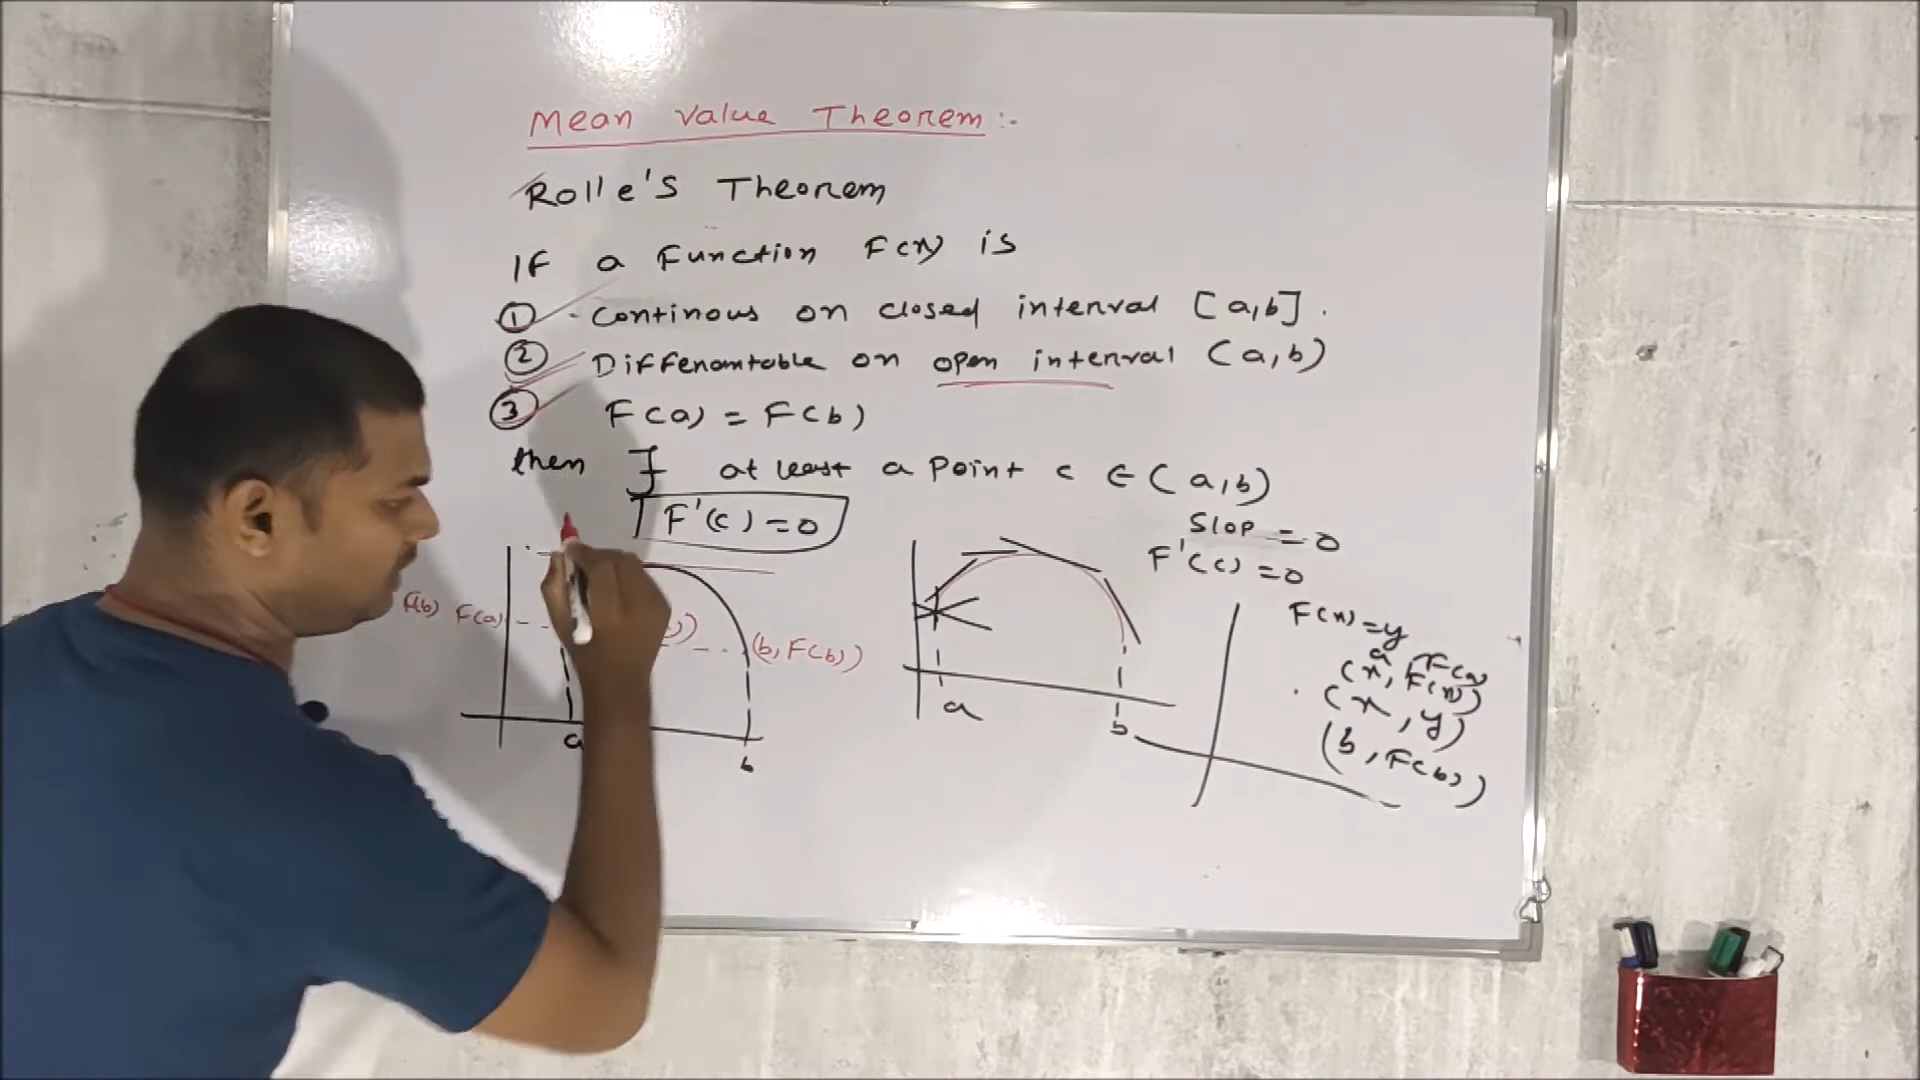 Mean Value Theorem :-
Rolle's Theorem
IF a Function F(x) is
① - Continous on closed interval [a,b] .
② Differenmtable on open interval (a,b)
③ F(a) = F(b)
then ∃ at least a point c ∈ (a,b)
F'(c) = 0
Slop = 0
F'(c) = 0
F(b) F(a)
(b, F(b))
a
b
a
b
F(x) = y
a F(a)
(x, F(x))
(x, y)
(b, F(b))